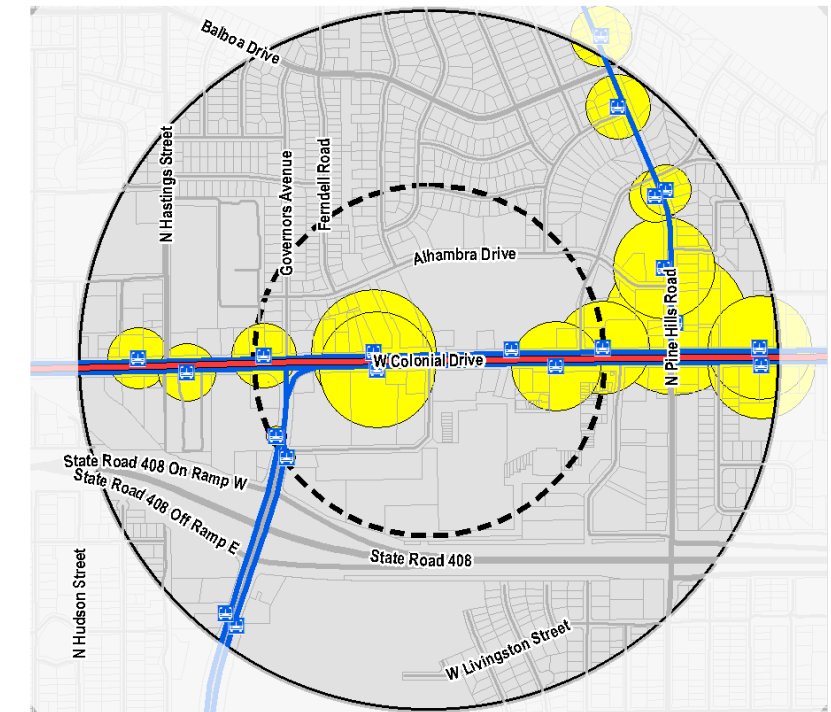 Balboa Drive
N Hastings Street
Governors Avenue
Ferndell Road
Alhambra Drive
N Pine Hills Road
W Colonial Drive
State Road 408 On Ramp W
State Road 408 Off Ramp E
State Road 408
N Hudson Street
W Livingston Street